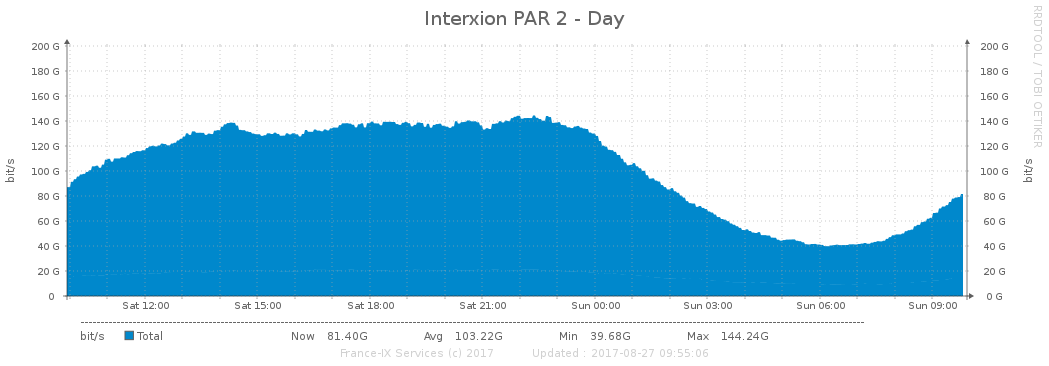 Interxion PAR 2 - Day
RRDTOOL / TOBI OETIKER
bit/s
200 G 200 G
180 G 180 G
160 G 160 G
140 G 140 G
120 G 120 G
100 G 100 G
80 G 80 G
60 G 60 G
40 G 40 G
20 G 20 G
0 0 G
bit/s
Sat 12:00 Sat 15:00 Sat 18:00 Sat 21:00 Sun 00:00 Sun 03:00 Sun 06:00 Sun 09:00
bit/s Total Now 81.40G Avg 103.22G Min 39.68G Max 144.24G
France-IX Services (c) 2017 Updated : 2017-08-27 09:55:06